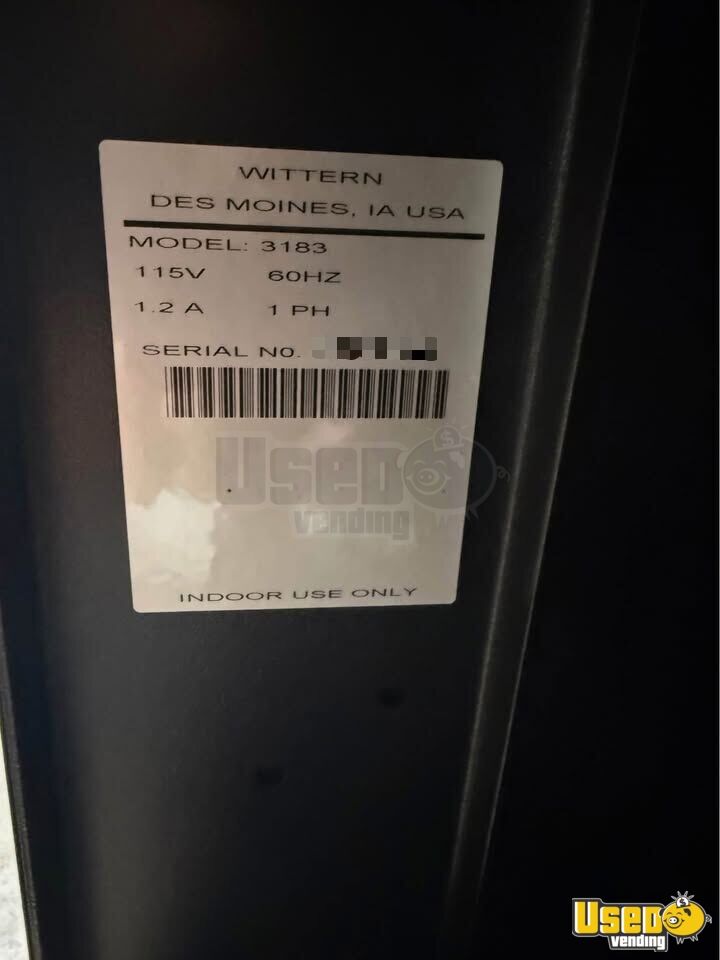 WITTERN
DES MOINES, IA USA
MODEL: 3183
115V 60HZ
1.2 A 1 PH
SERIAL NO.
USED vending
INDOOR USE ONLY
USED vending